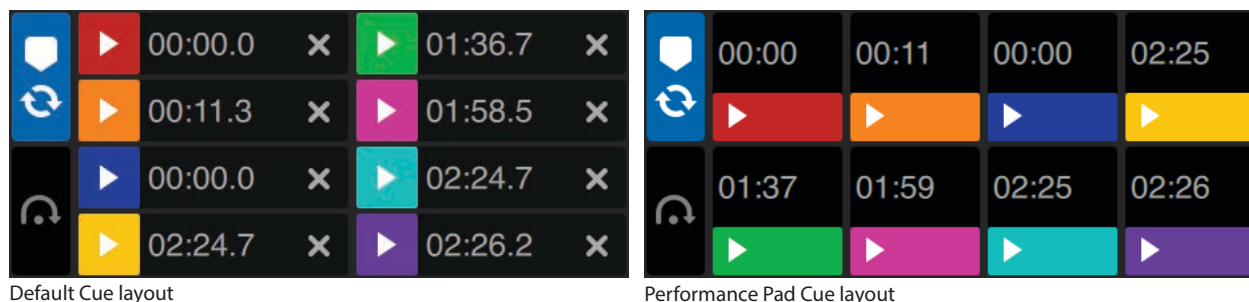 00:00.0 × 01:36.7 ×
00:11.3 × 01:58.5 ×
00:00.0 × 02:24.7 ×
02:24.7 × 02:26.2 ×
Default Cue layout
00:00 00:11 00:00 02:25
01:37 01:59 02:25 02:26
Performance Pad Cue layout